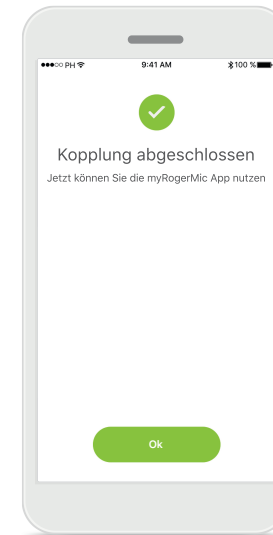 PH 9:41 AM 100 %
Kopplung abgeschlossen
Jetzt können Sie die myRogerMic App nutzen
Ok